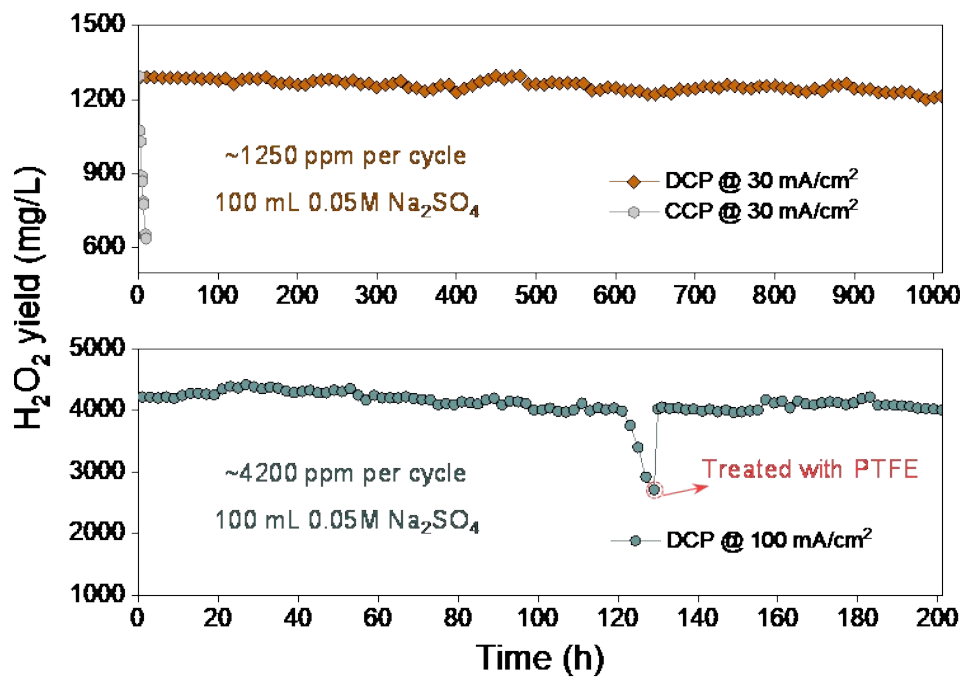 H₂O₂ yield (mg/L)
1500
1200
900
600
~1250 ppm per cycle
100 mL 0.05M Na₂SO₄
DCP @ 30 mA/cm²
CCP @ 30 mA/cm²
0 100 200 300 400 500 600 700 800 900 1000
5000
4000
3000
2000
1000
~4200 ppm per cycle
100 mL 0.05M Na₂SO₄
Treated with PTFE
DCP @ 100 mA/cm²
0 20 40 60 80 100 120 140 160 180 200
Time (h)